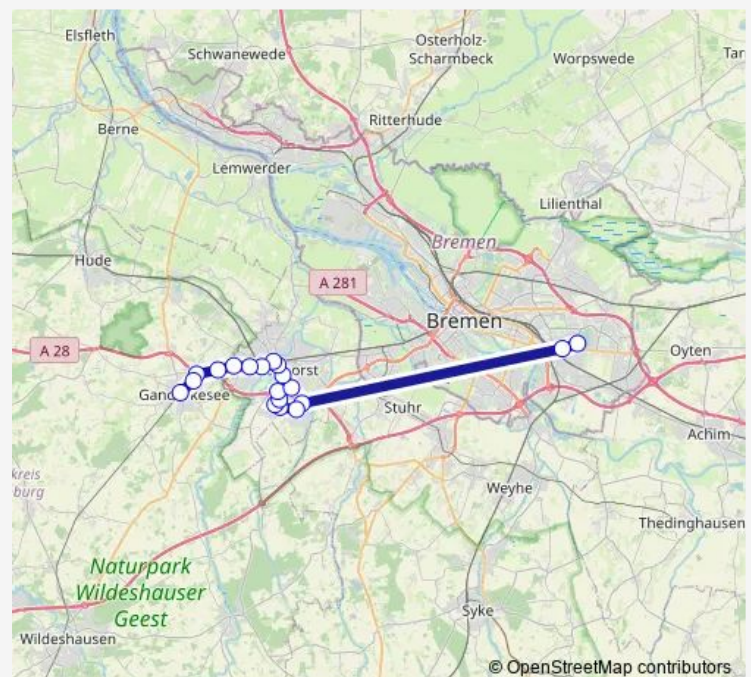 Elsfleth
Schwanewede
Osterholz-
Scharmbeck
Worpswede
Tar
Berne
Ritterhude
Lemwerder
Lilienthal
Hude
Bremen
A 281
Bremen
A 28
Oyten
Stuhr
Achim
Weyhe
Thedinghausen
Naturpark
Wildeshauser
Geest
Syke
Wildeshausen
© OpenStreetMap contributors